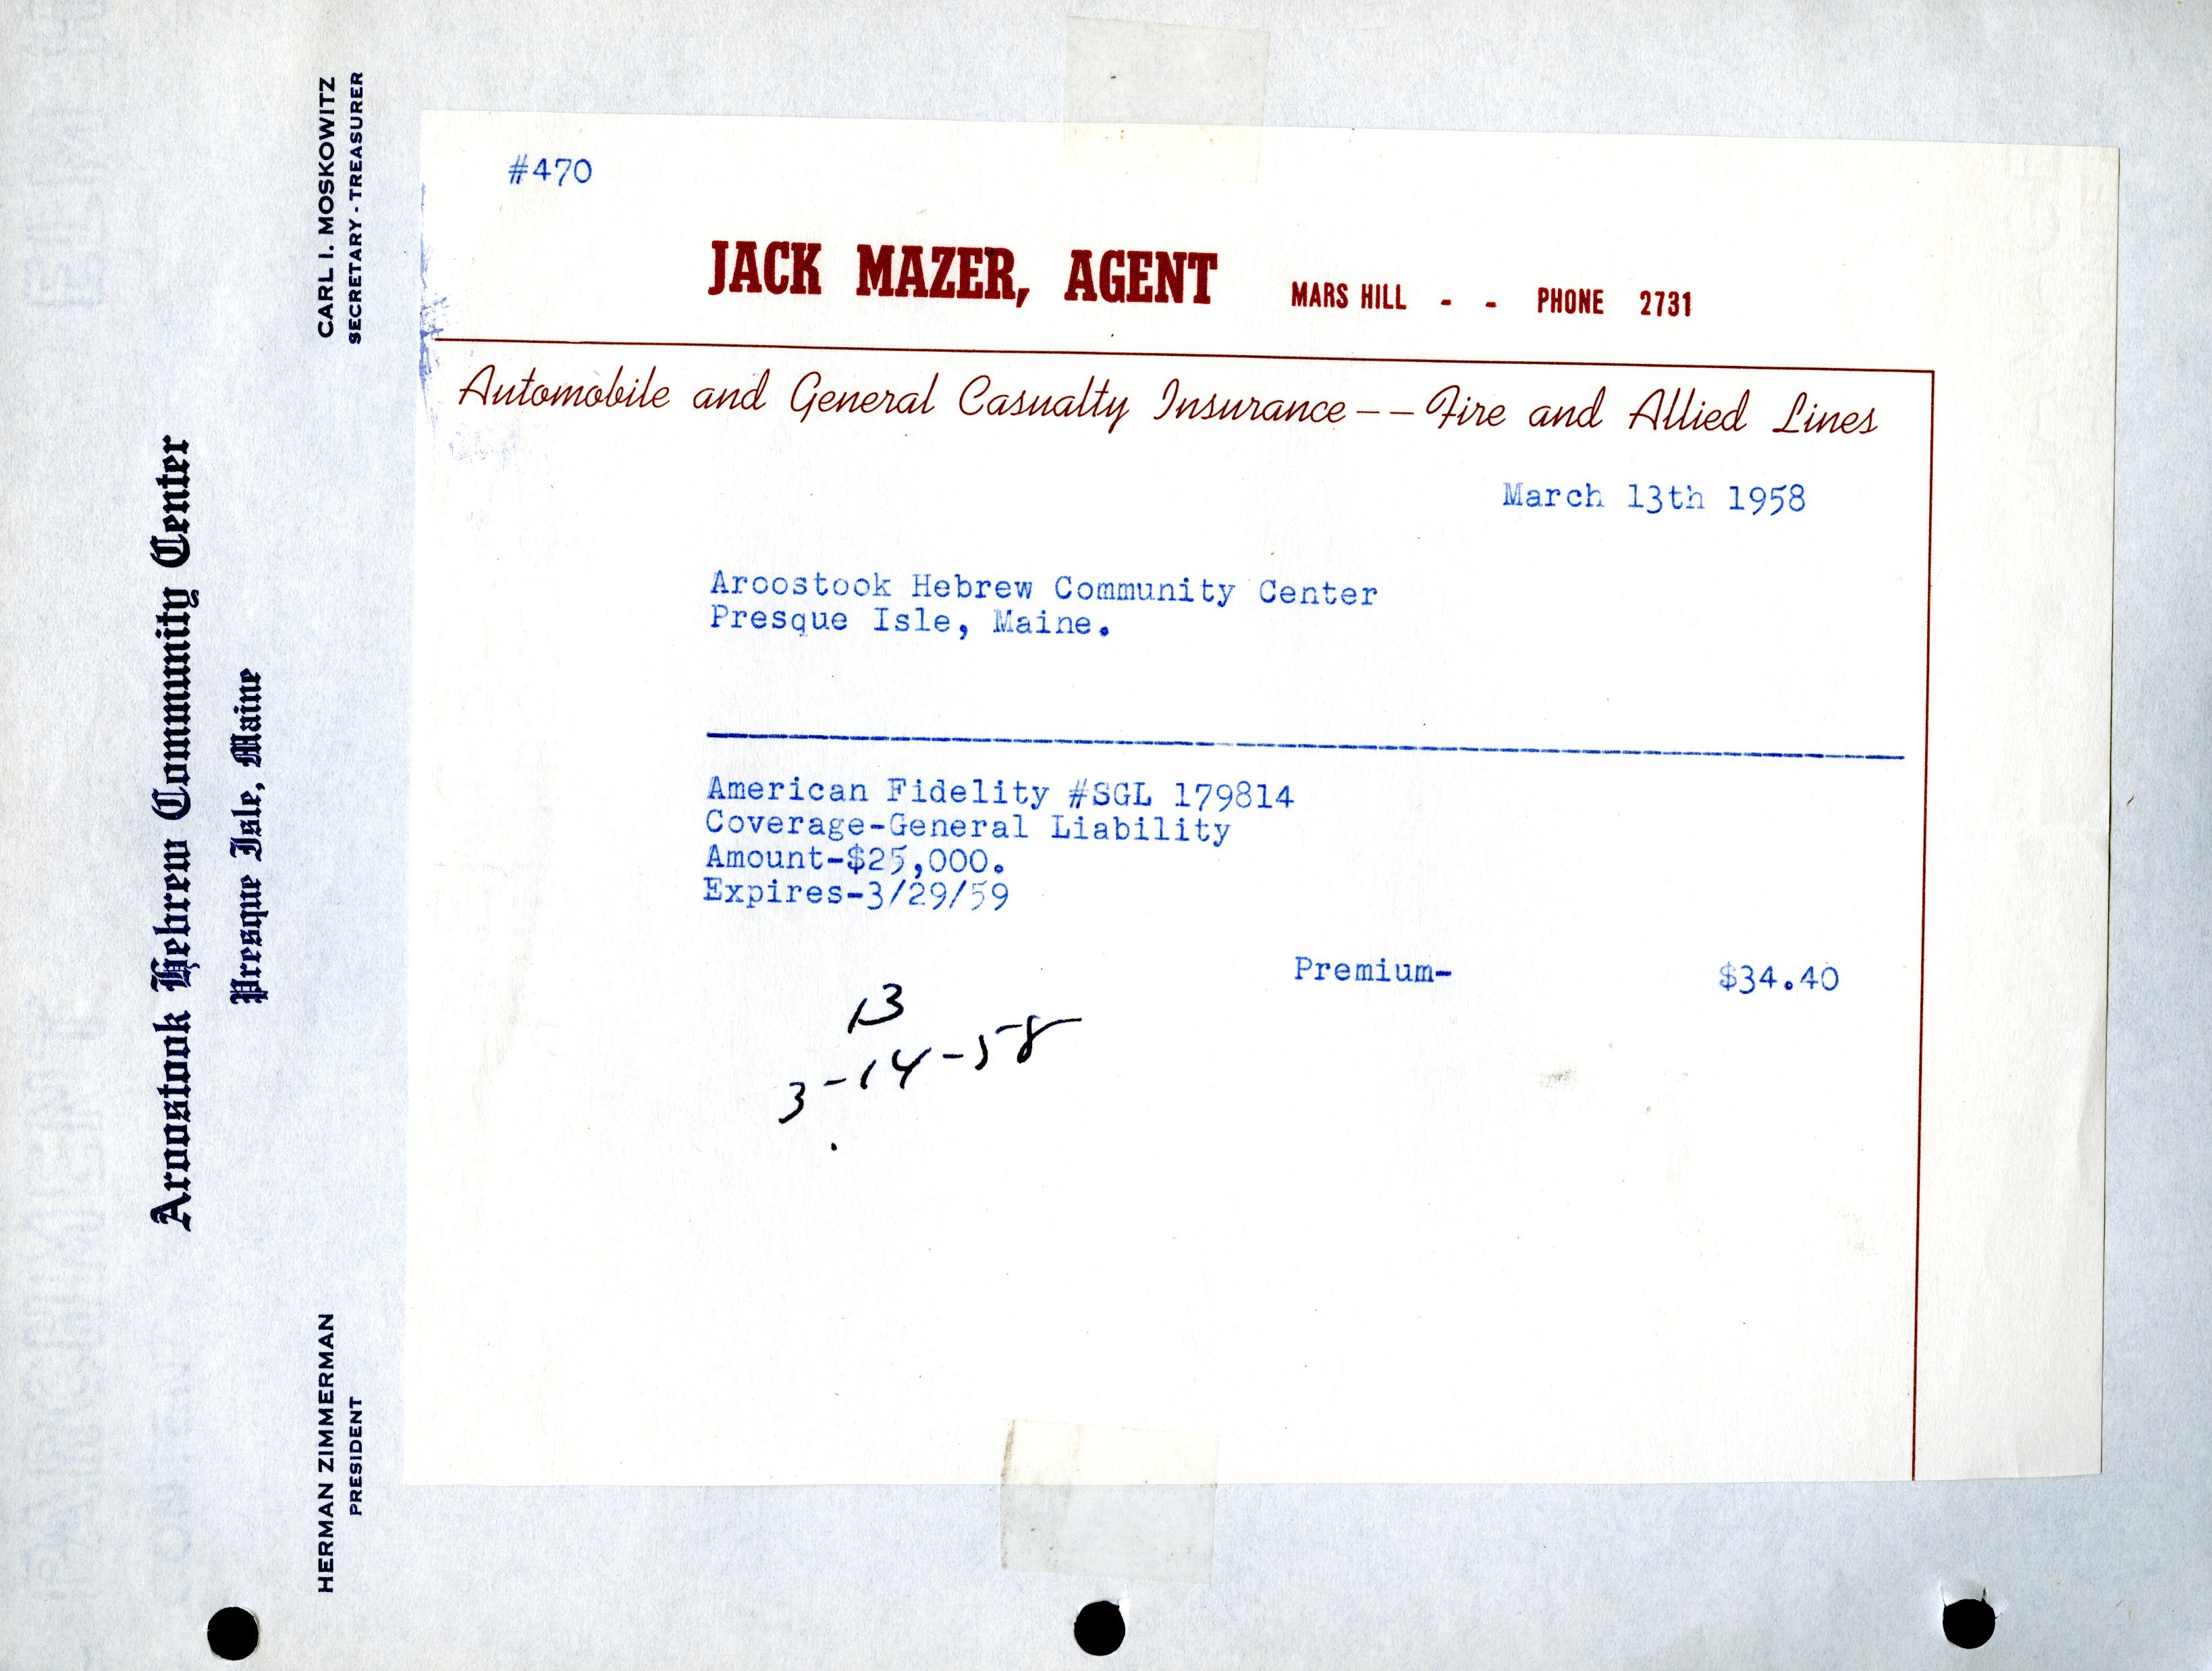 Aroostook Hebrew Community Center
Presque Isle, Maine
HERMAN ZIMMERMAN
PRESIDENT
CARL I. MOSKOWITZ
SECRETARY - TREASURER
#470
JACK MAZER, AGENT MARS HILL - - PHONE 2731
Automobile and General Casualty Insurance -- Fire and Allied Lines
March 13th 1958
Aroostook Hebrew Community Center
Presque Isle, Maine.
American Fidelity #SGL 179814
Coverage-General Liability
Amount-$25,000.
Expires-3/29/59
Premium- $34.40
13
3-14-58